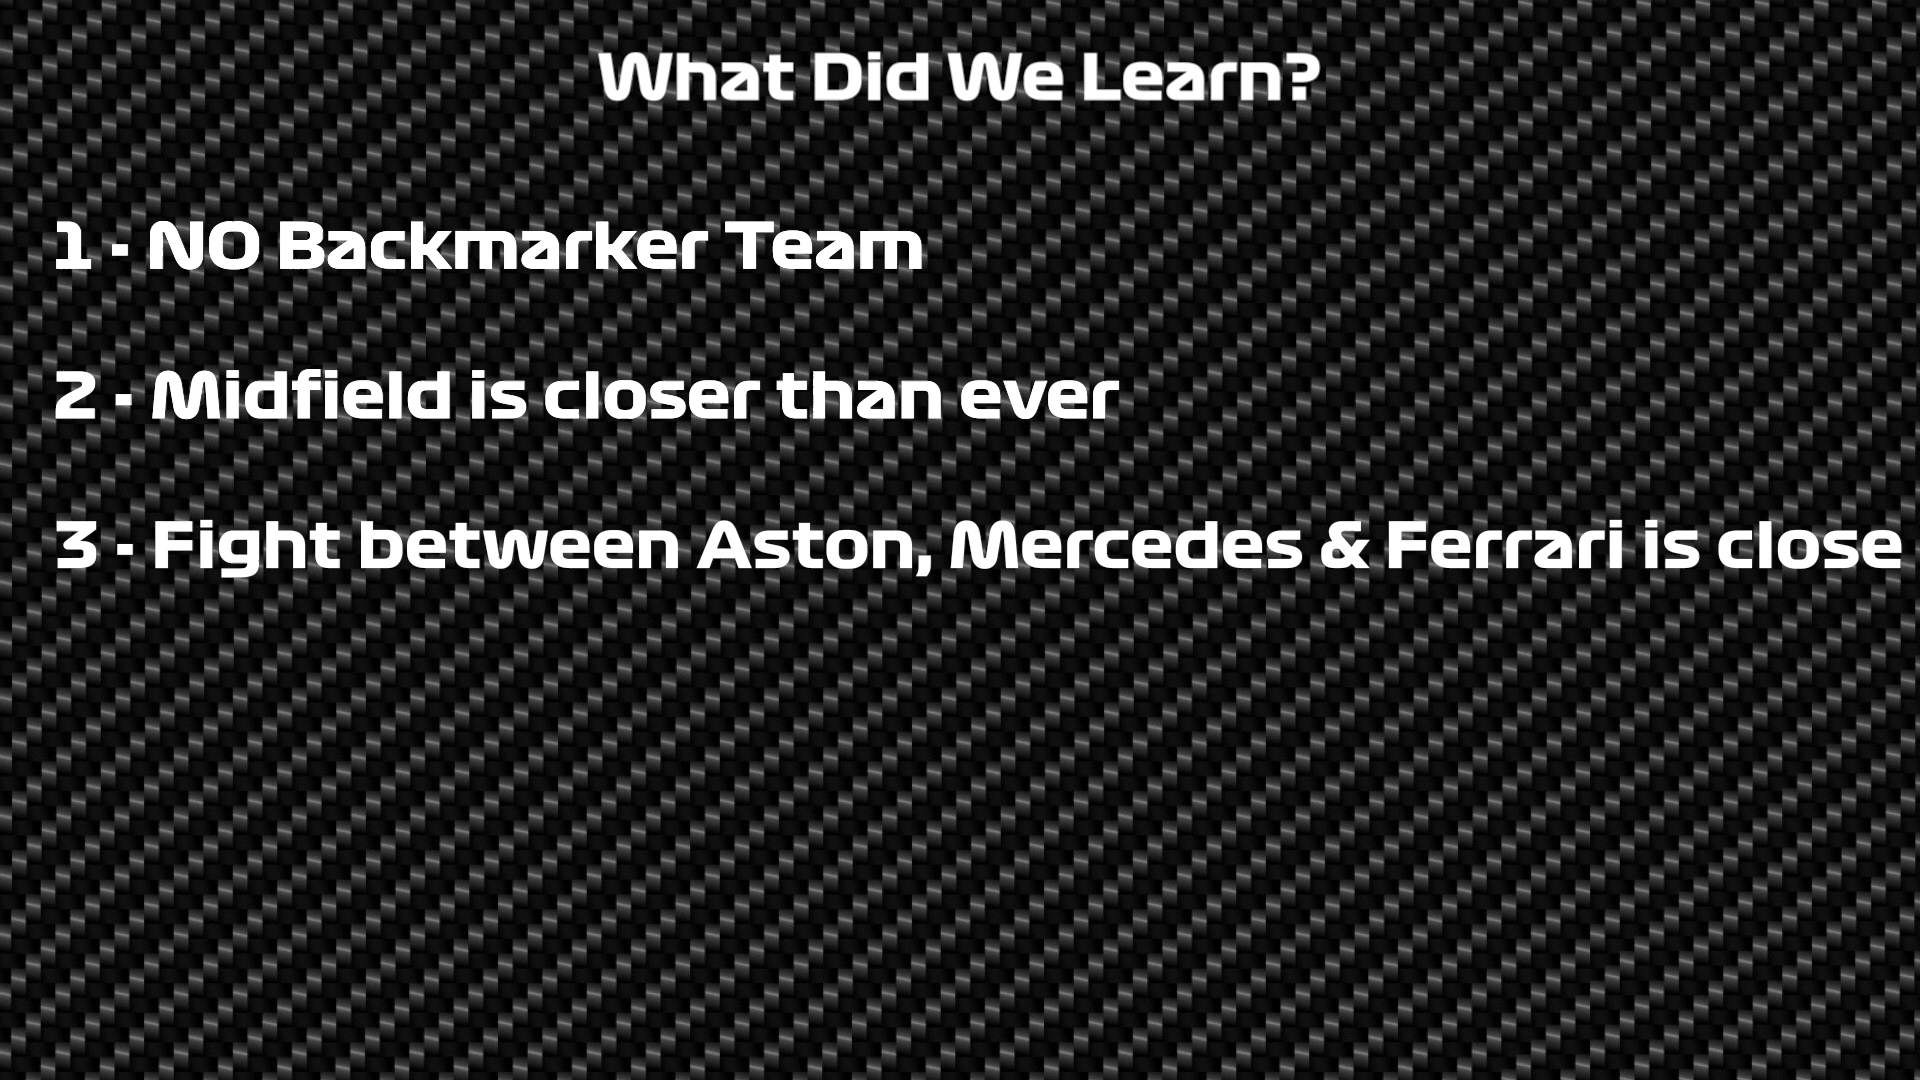 What Did We Learn?
1 - NO Backmarker Team
2 - Midfield is closer than ever
3 - Fight between Aston, Mercedes & Ferrari is close